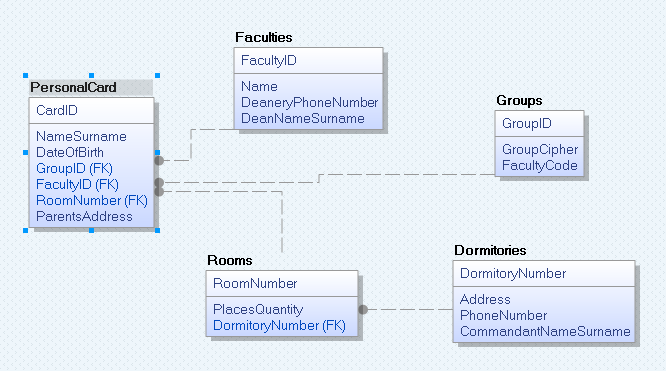 Faculties
FacultyID
Name
DeaneryPhoneNumber
DeanNameSurname
PersonalCard
CardID
NameSurname
DateOfBirth
GroupID (FK)
FacultyID (FK)
RoomNumber (FK)
ParentsAddress
Groups
GroupID
GroupCipher
FacultyCode
Rooms
RoomNumber
PlacesQuantity
DormitoryNumber (FK)
Dormitories
DormitoryNumber
Address
PhoneNumber
CommandantNameSurname